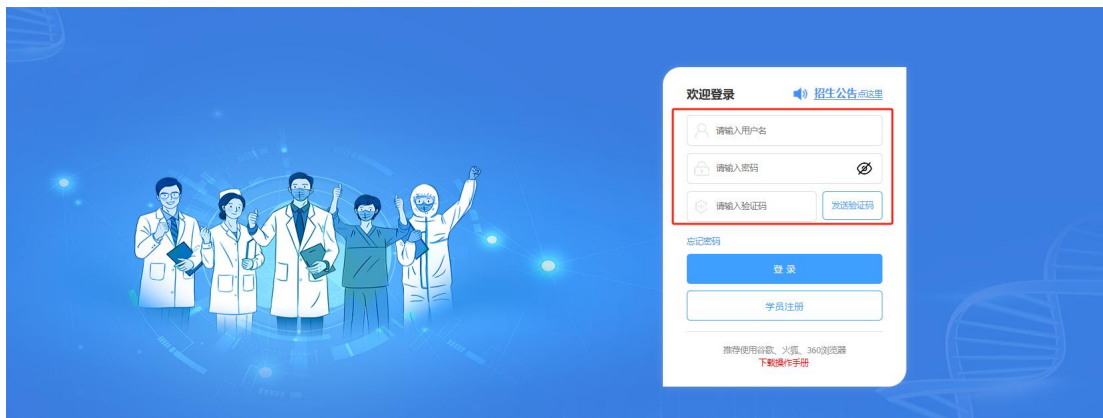 欢迎登录 招生公告点这里
请输入用户名
请输入密码
请输入验证码 发送验证码
忘记密码
登 录
学员注册
推荐使用谷歌、火狐、360浏览器
下载操作手册